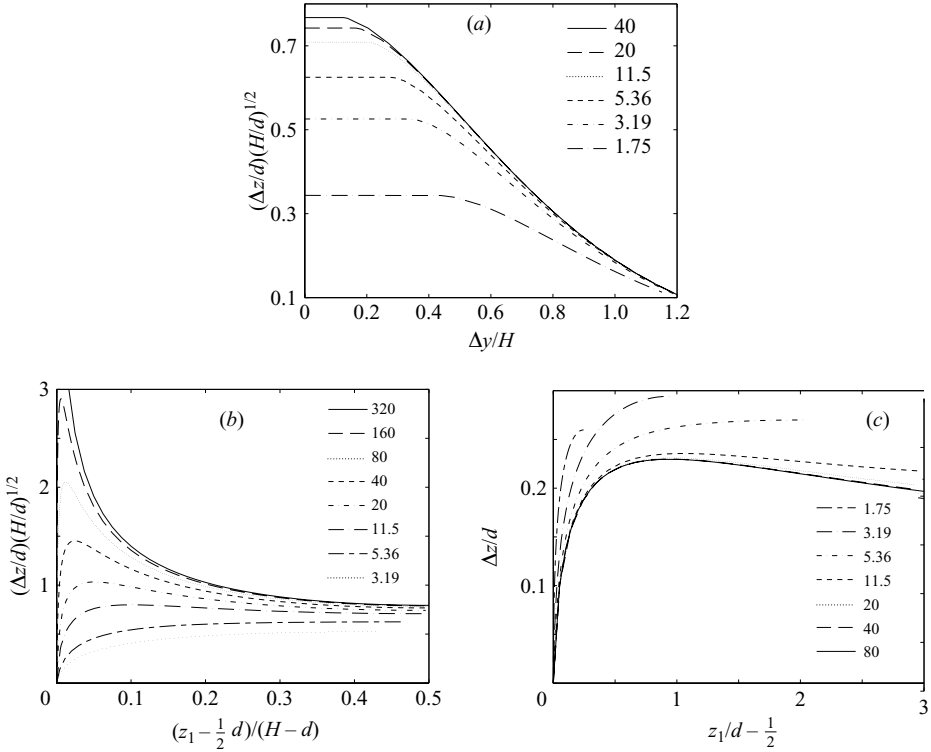 (a)
40
20
11.5
5.36
3.19
1.75
0.7
0.5
0.3
0.1
(Δz/d)(H/d)^{1/2}
0 0.2 0.4 0.6 0.8 1.0 1.2
Δy/H
(b)
320
160
80
40
20
11.5
5.36
3.19
3
2
1
(Δz/d)(H/d)^{1/2}
0 0.1 0.2 0.3 0.4 0.5
(z_1 – \frac{1}{2} d)/(H – d)
(c)
1.75
3.19
5.36
11.5
20
40
80
0.2
0.1
Δz/d
0 1 2 3
z_1/d – \frac{1}{2}